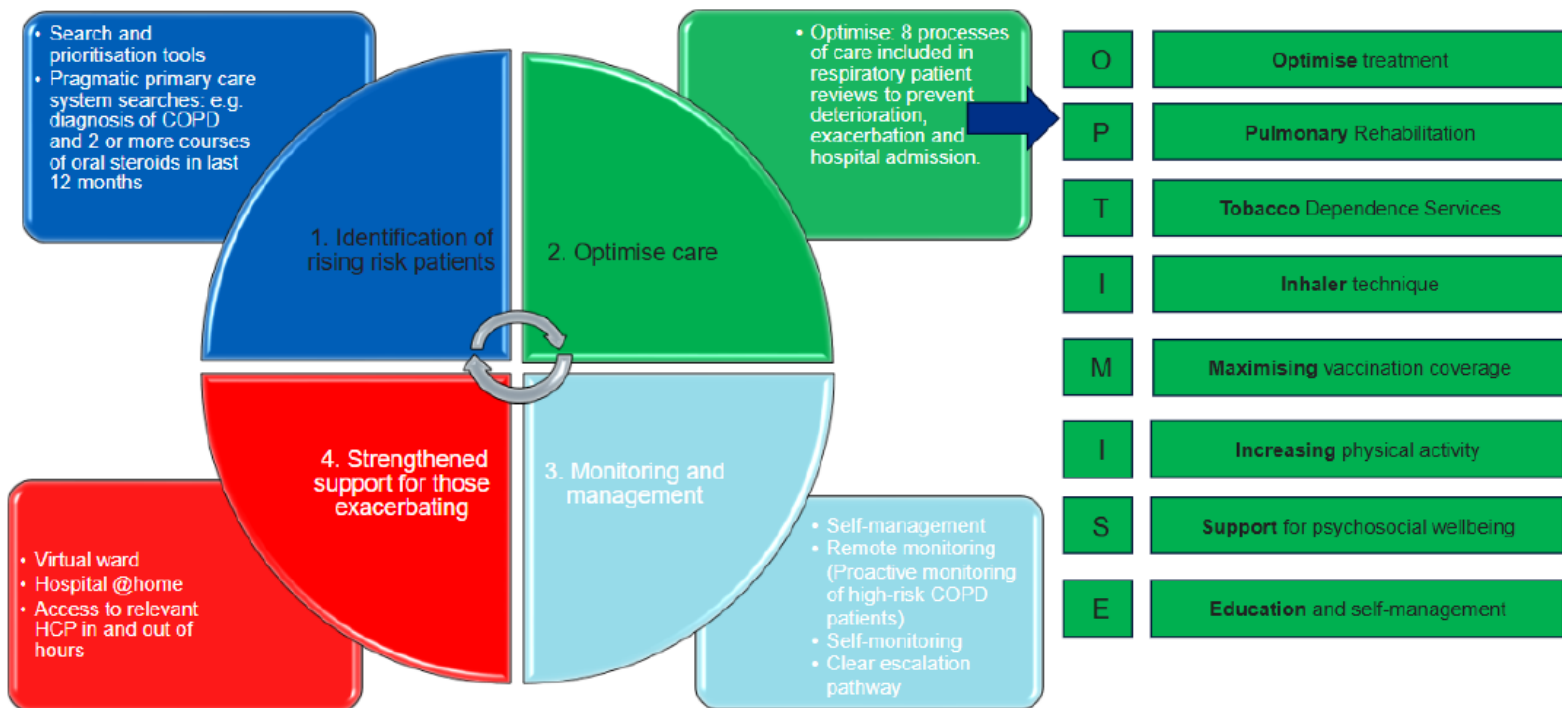 • Search and
prioritisation tools
• Pragmatic primary care
system searches: e.g.
diagnosis of COPD
and 2 or more courses
of oral steroids in last
12 months
1. Identification of
rising risk patients
• Optimise: 8 processes
of care included in
respiratory patient
reviews to prevent
deterioration,
exacerbation and
hospital admission.
2. Optimise care
4. Strengthened
support for those
exacerbating
• Virtual ward
• Hospital @home
• Access to relevant
HCP in and out of
hours
3. Monitoring and
management
• Self-management
• Remote monitoring
(Proactive monitoring
of high-risk COPD
patients)
• Self-monitoring
• Clear escalation
pathway
O Optimise treatment
P Pulmonary Rehabilitation
T Tobacco Dependence Services
I Inhaler technique
M Maximising vaccination coverage
I Increasing physical activity
S Support for psychosocial wellbeing
E Education and self-management